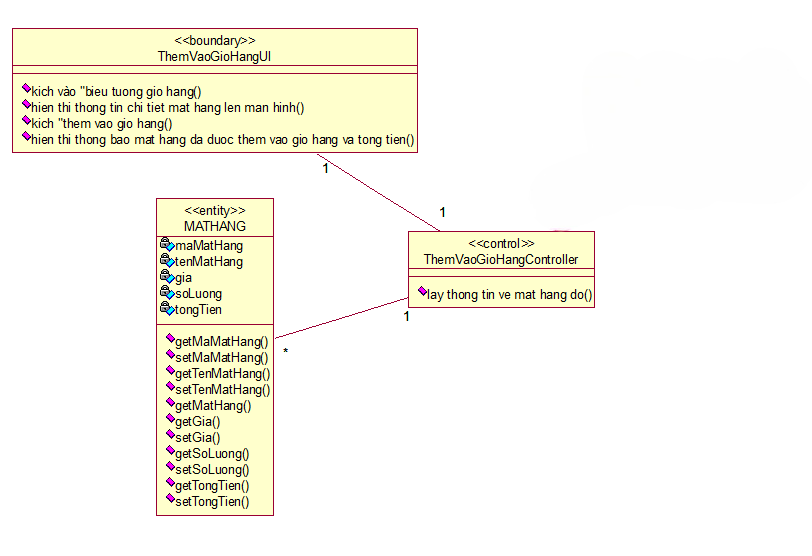 <<boundary>>
ThemVaoGioHangUI
kich vào "bieu tuong gio hang()
hien thi thong tin chi tiet mat hang len man hinh()
kich "them vao gio hang()
hien thi thong bao mat hang da duoc them vao gio hang va tong tien()
1
1
<<entity>>
MATHANG
maMatHang
tenMatHang
gia
soLuong
tongTien
getMaMatHang()
setMaMatHang()
getTenMatHang()
setTenMatHang()
getMatHang()
getGia()
setGia()
getSoLuong()
setSoLuong()
getTongTien()
setTongTien()
<<control>>
ThemVaoGioHangController
lay thong tin ve mat hang do()
1
*